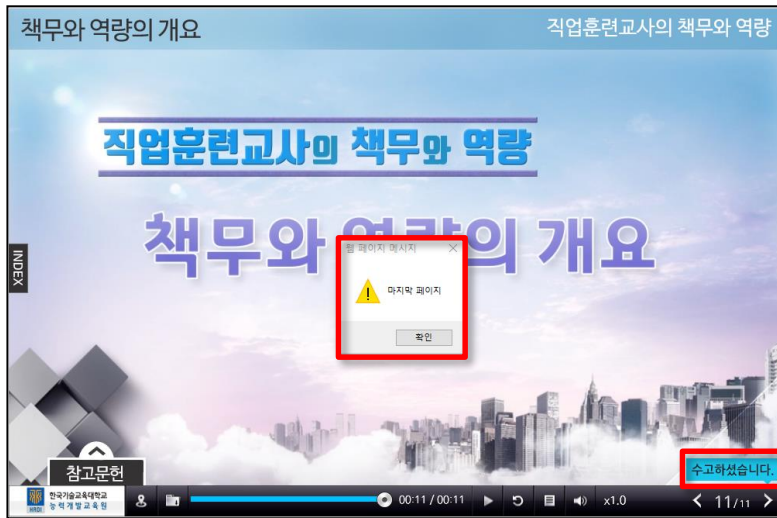 책무와 역량의 개요
직업훈련교사의 책무와 역량
직업훈련교사의 책무와 역량
책무와 역량의 개요
웹 페이지 메시지
마지막 페이지
확인
INDEX
참고문헌
수고하셨습니다.
HRDI
한국기술교육대학교
능력개발교육원
00:11 / 00:11
x1.0
11/11